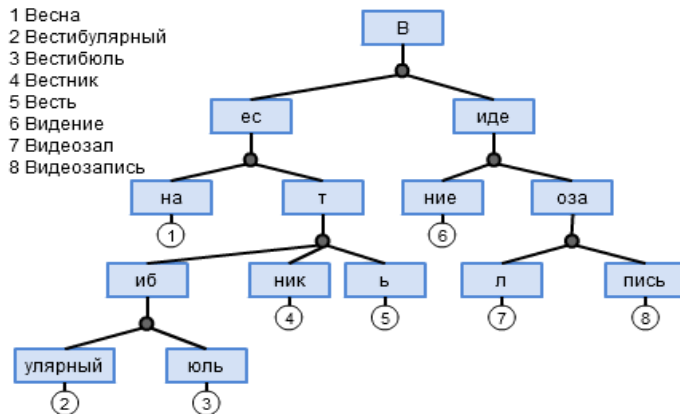 1 Весна
2 Вестибулярный
3 Вестибюль
4 Вестник
5 Весть
6 Видение
7 Видеозал
8 Видеозапись
В
ес
иде
на
т
ние
оза
1
6
иб
ник
ь
л
пись
4
5
7
8
улярный
юль
2
3